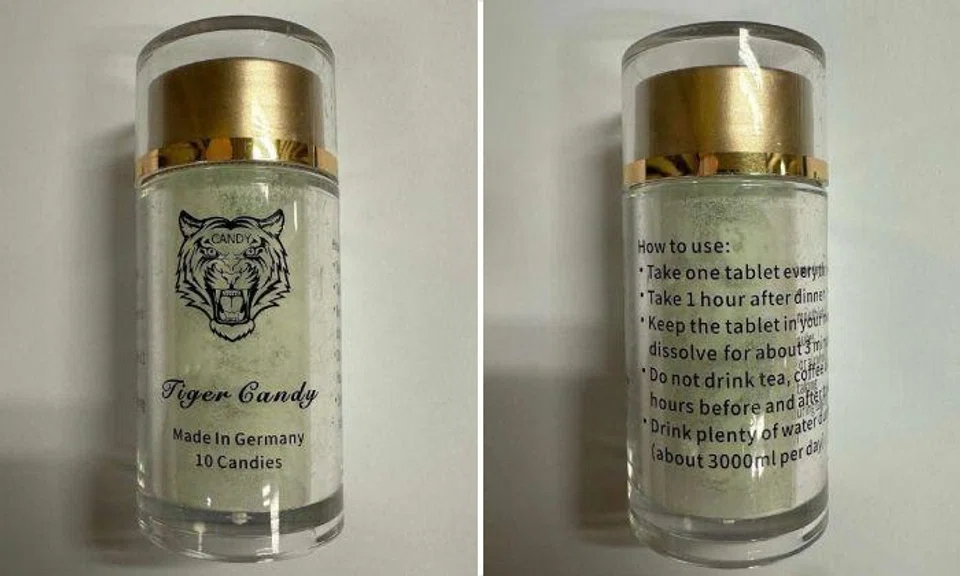 CANDY
Tiger Candy
Made In Germany
10 Candies
How to use:
• Take one tablet
• Take 1 hour after dinner
• Keep the tablet in your
dissolve for about 3
• Do not drink tea, coffee
hours before and after
• Drink plenty of water
(about 3000ml per day)